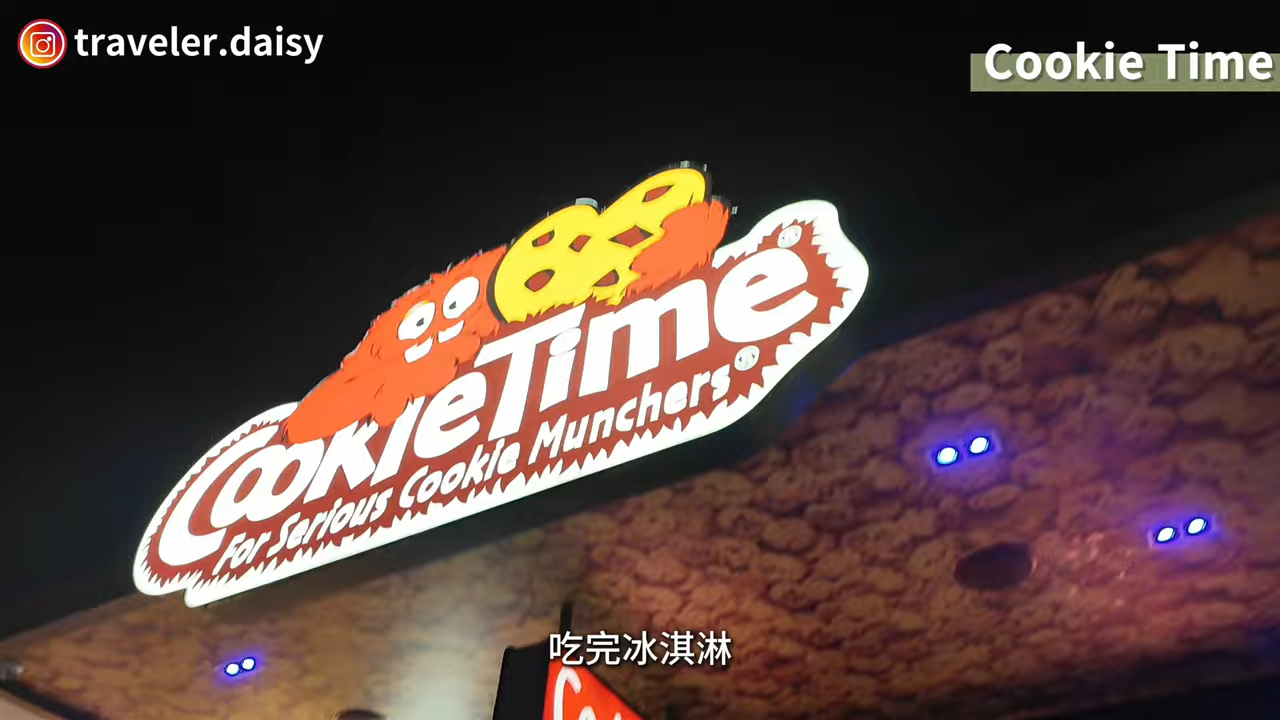 traveler.daisy
Cookie Time
CookieTime
For Serious Cookie Munchers
吃完冰淇淋